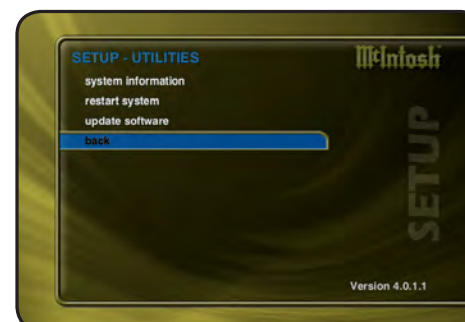 SETUP - UTILITIES
McIntosh
system information
restart system
update software
back
SETUP
Version 4.0.1.1